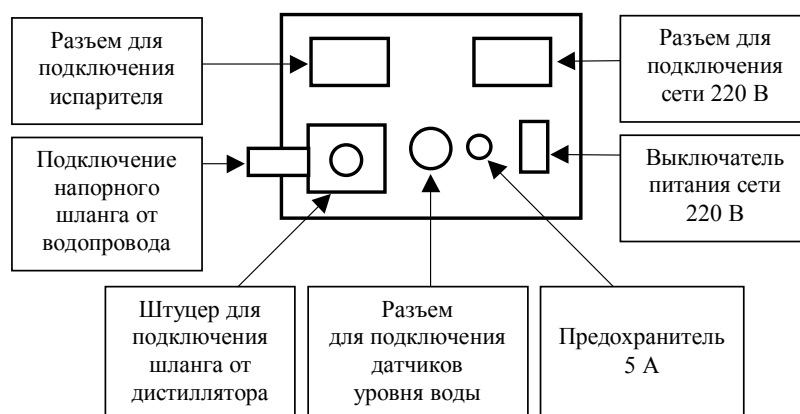 Разъем для
подключения
испарителя
Разъем для
подключения
сети 220 В
Подключение
напорного
шланга от
водопровода
Выключатель
питания сети
220 В
Штуцер для
подключения
шланга от
дистиллятора
Разъем
для подключения
датчиков
уровня воды
Предохранитель
5 А